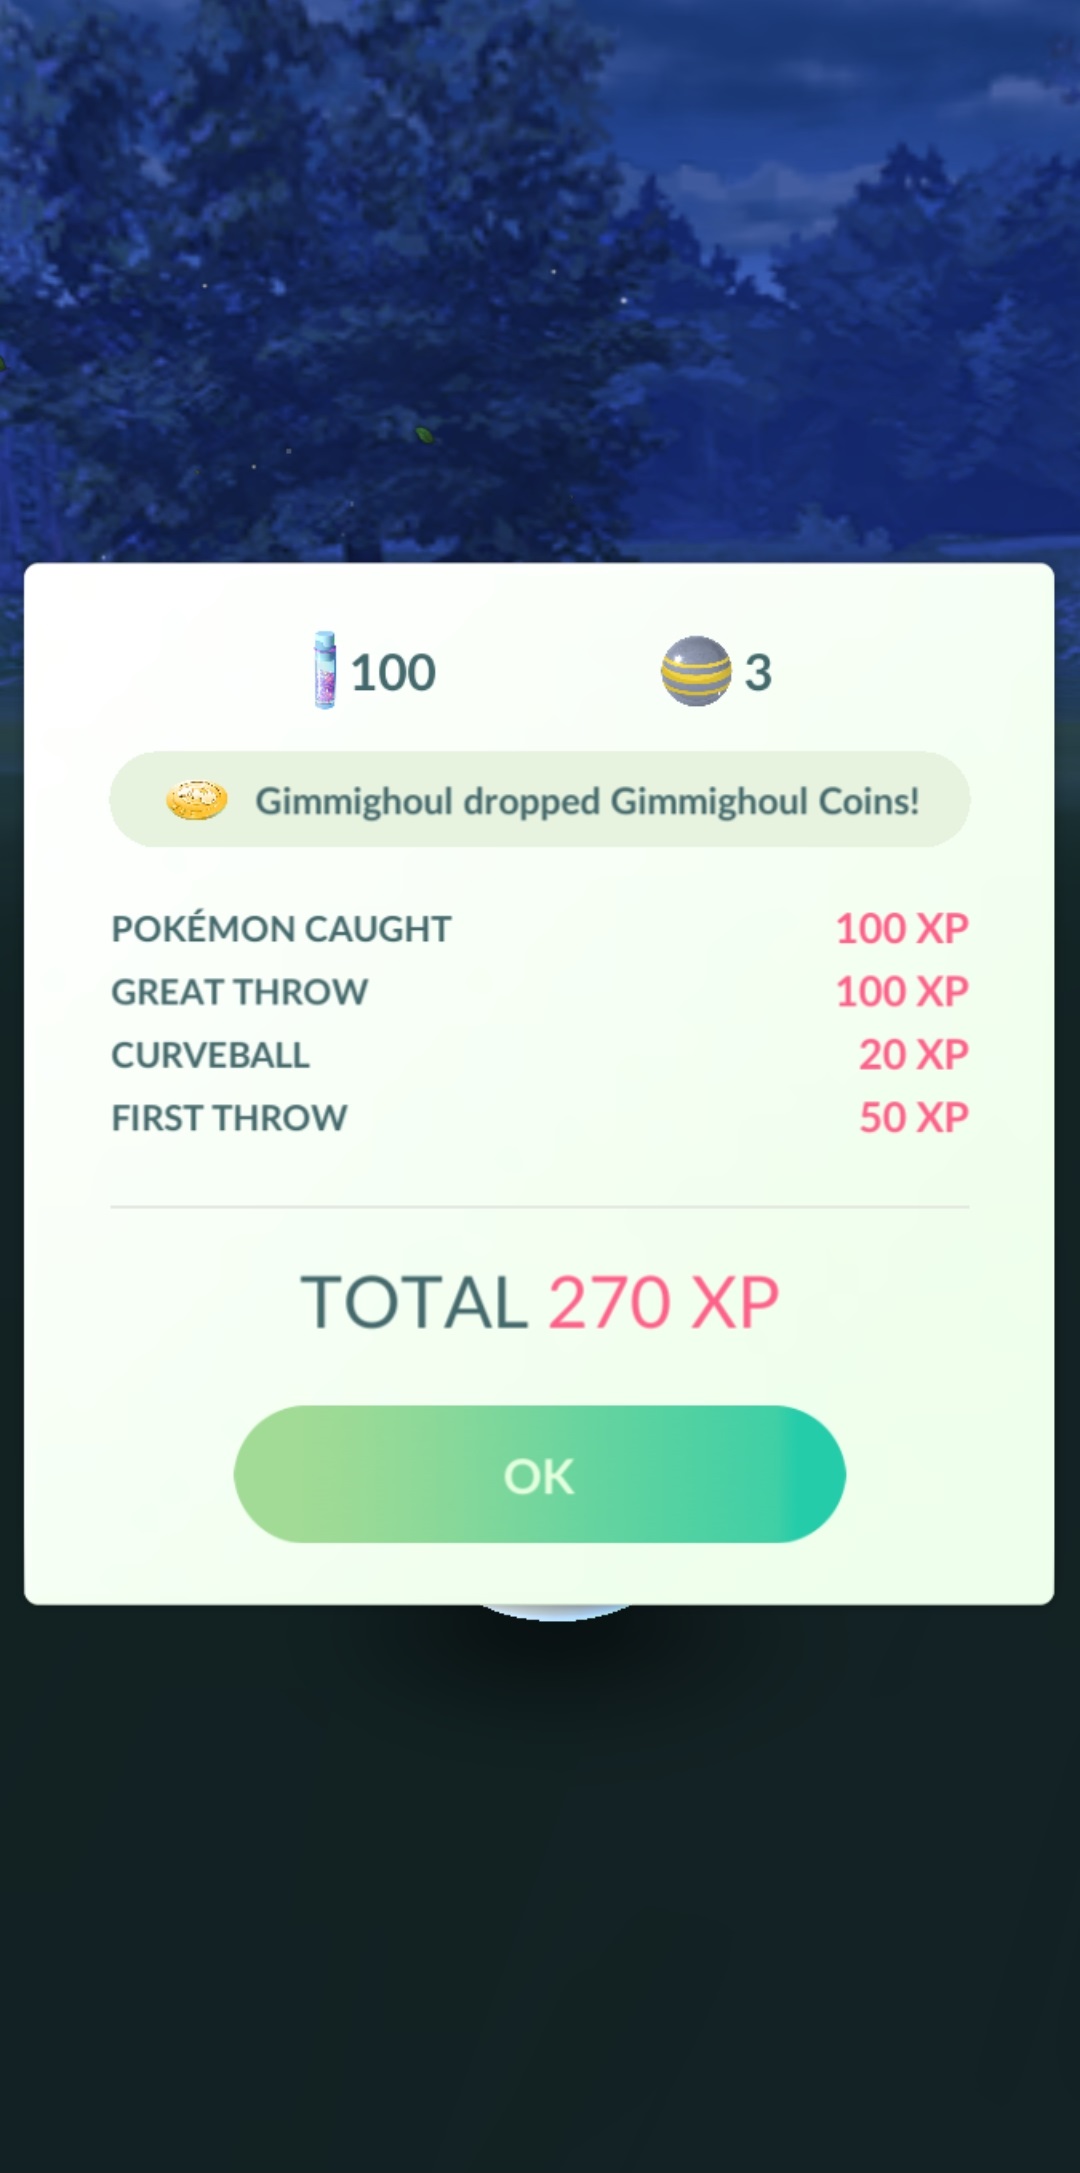 100 3
Gimmighoul dropped Gimmighoul Coins!
POKÉMON CAUGHT 100 XP
GREAT THROW 100 XP
CURVEBALL 20 XP
FIRST THROW 50 XP
TOTAL 270 XP
OK